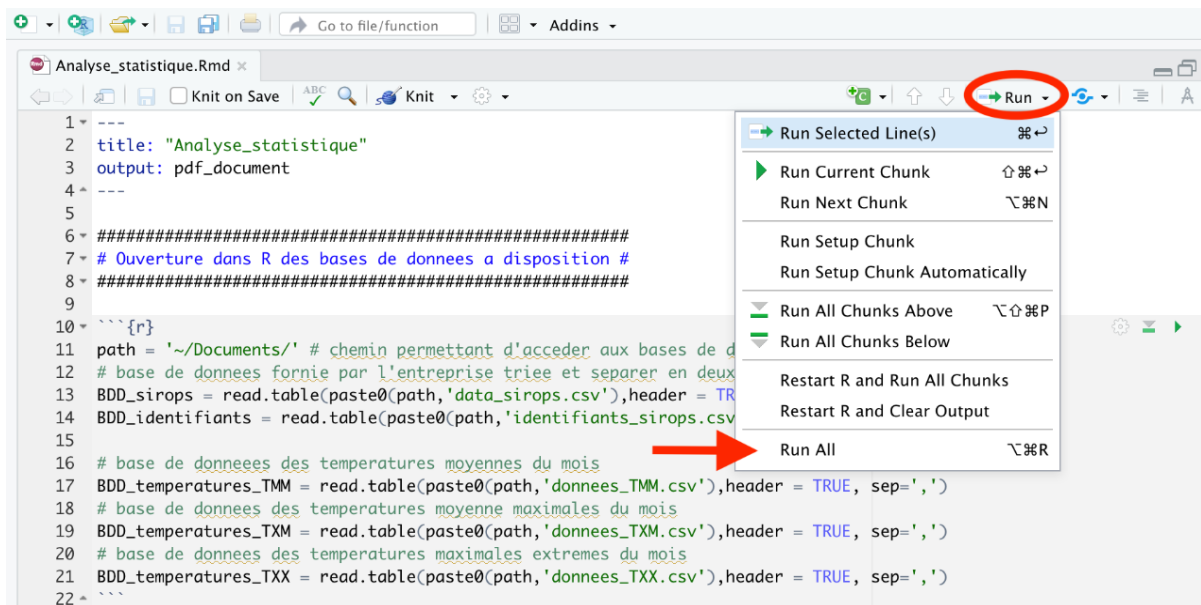 Go to file/function
Addins
Analyse_statistique.Rmd
Knit on Save
ABC
Knit
Run
1 ---
2 title: "Analyse_statistique"
3 output: pdf_document
4 ---
5
6 #######################################################
7 # Ouverture dans R des bases de donnees a disposition #
8 #######################################################
9
10 ```{r}
11 path = '~/Documents/' # chemin permettant d'acceder aux bases de d
12 # base de donnees fornie par l'entreprise triee et separer en deux
13 BDD_sirops = read.table(paste0(path,'data_sirops.csv'),header = TR
14 BDD_identifiants = read.table(paste0(path,'identifiants_sirops.csv
15
16 # base de donneees des temperatures moyennes du mois
17 BDD_temperatures_TMM = read.table(paste0(path,'donnees_TMM.csv'),header = TRUE, sep=',')
18 # base de donnees des temperatures moyenne maximales du mois
19 BDD_temperatures_TXM = read.table(paste0(path,'donnees_TXM.csv'),header = TRUE, sep=',')
20 # base de donnees des temperatures maximales extremes du mois
21 BDD_temperatures_TXX = read.table(paste0(path,'donnees_TXX.csv'),header = TRUE, sep=',')
22 ```
Run Selected Line(s) ⌘↩
Run Current Chunk ⇧⌘↩
Run Next Chunk ⌥⌘N
Run Setup Chunk
Run Setup Chunk Automatically
Run All Chunks Above ⌥⇧⌘P
Run All Chunks Below
Restart R and Run All Chunks
Restart R and Clear Output
Run All ⌥⌘R